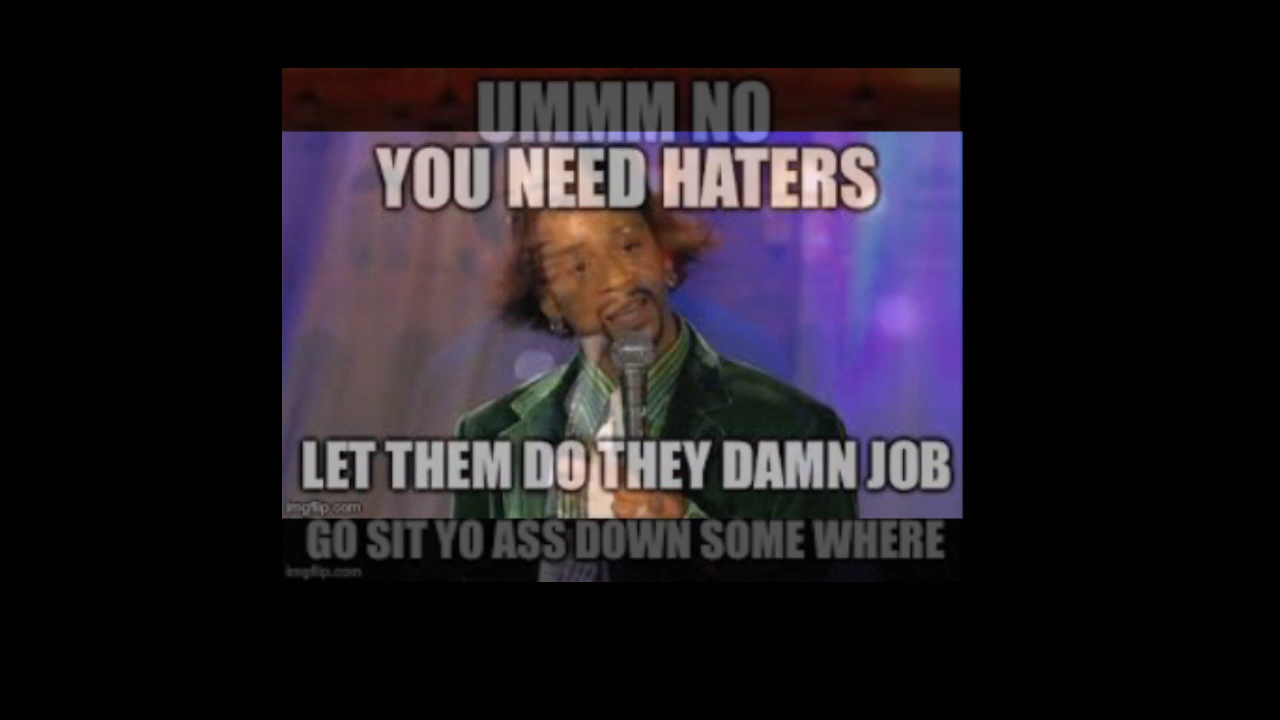 UMMM NO
YOU NEED HATERS
LET THEM DO THEY DAMN JOB
imgflip.com
GO SIT YO ASS DOWN SOME WHERE
imgflip.com